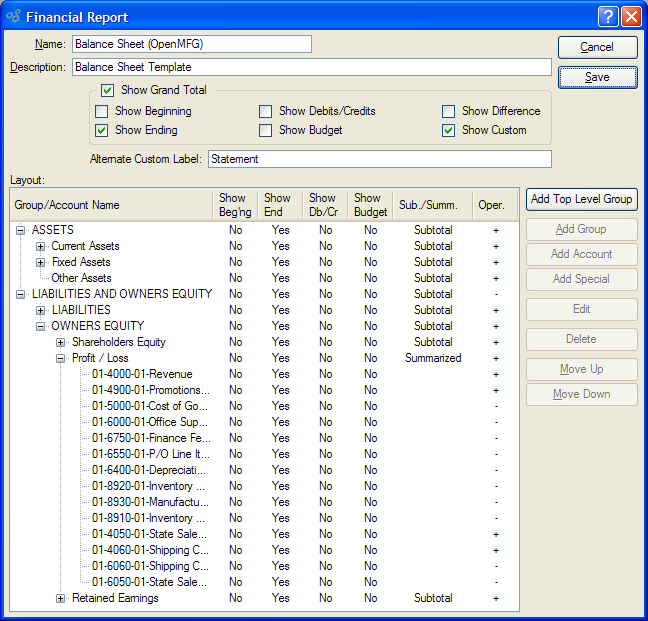 Financial Report
Name: Balance Sheet (OpenMFG) Cancel
Description: Balance Sheet Template Save
Show Grand Total
Show Beginning Show Debits/Credits Show Difference
Show Ending Show Budget Show Custom
Alternate Custom Label: Statement
Layout:
Group/Account Name Show Beg'ng Show End Show Db/Cr Show Budget Sub./Summ. Oper. Add Top Level Group
ASSETS No Yes No No Subtotal + Add Group
Current Assets No Yes No No Subtotal + Add Account
Fixed Assets No Yes No No Subtotal +
Other Assets No Yes No No Subtotal + Add Special
LIABILITIES AND OWNERS EQUITY No Yes No No Subtotal -
LIABILITIES No Yes No No Subtotal + Edit
OWNERS EQUITY No Yes No No Subtotal +
Shareholders Equity No Yes No No Subtotal + Delete
Profit / Loss No Yes No No Summarized +
01-4000-01-Revenue No Yes No No + Move Up
01-4900-01-Promotions... No Yes No No + Move Down
01-5000-01-Cost of Go... No Yes No No -
01-6000-01-Office Sup... No Yes No No -
01-6750-01-Finance Fe... No Yes No No -
01-6550-01-P/O Line It... No Yes No No -
01-6400-01-Depreciati... No Yes No No -
01-8920-01-Inventory ... No Yes No No -
01-8930-01-Manufactu... No Yes No No -
01-8910-01-Inventory ... No Yes No No -
01-4050-01-State Sale... No Yes No No +
01-4060-01-Shipping C... No Yes No No +
01-6060-01-Shipping C... No Yes No No -
01-6050-01-State Sale... No Yes No No -
Retained Earnings No Yes No No Subtotal +